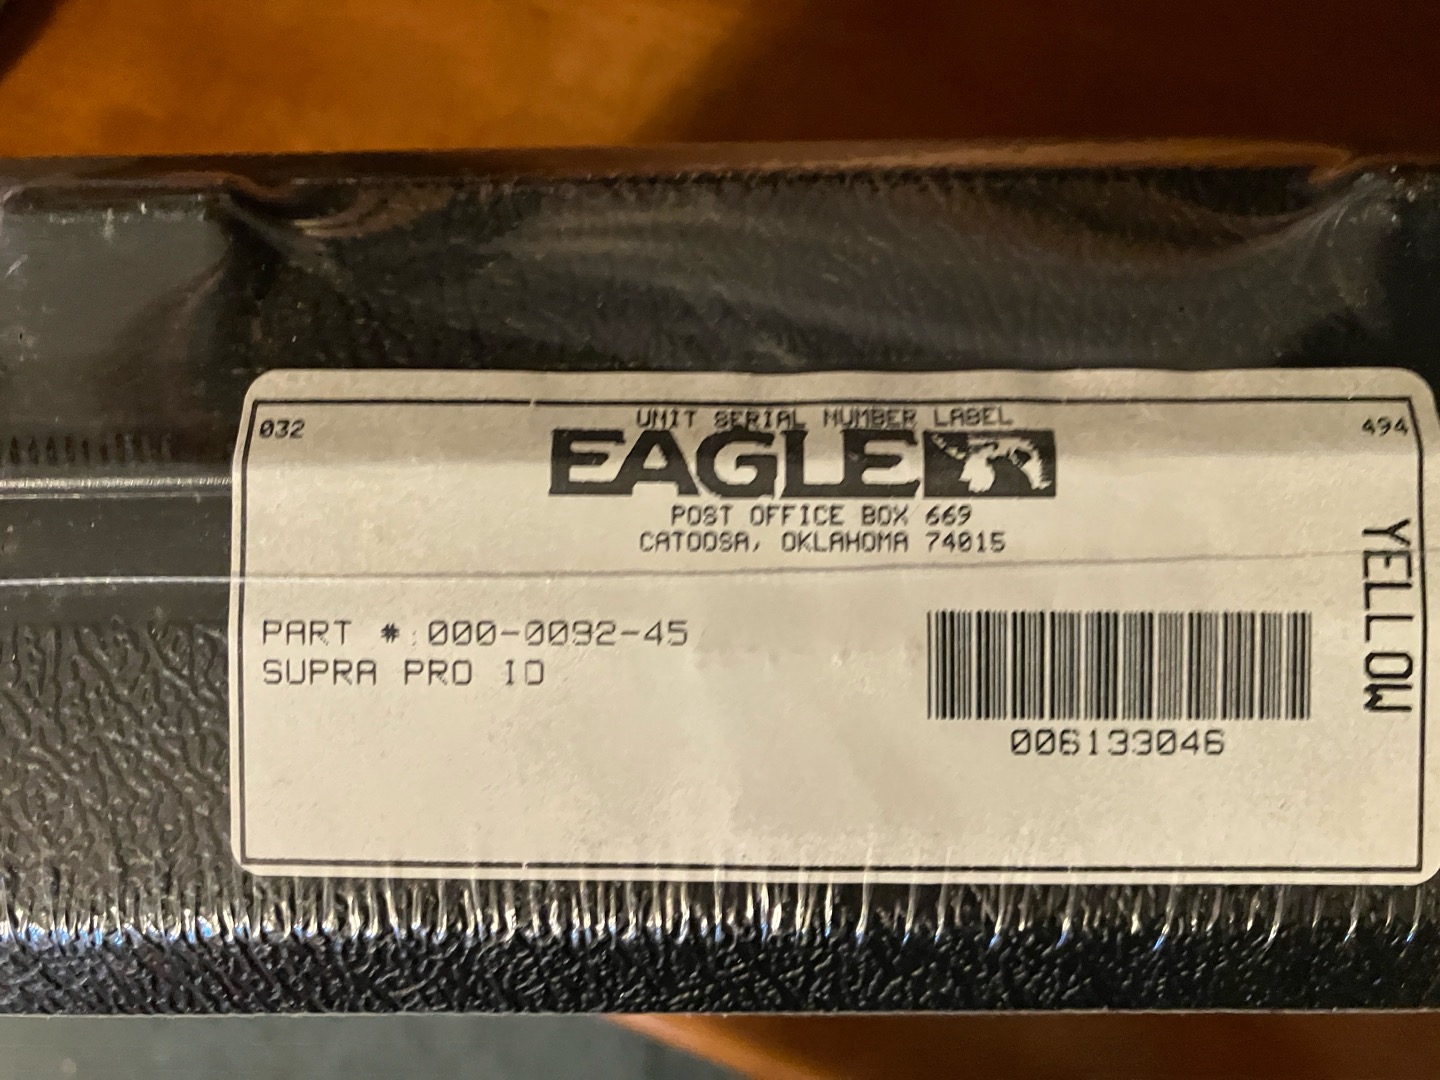 UNIT SERIAL NUMBER LABEL
032
494
EAGLE
POST OFFICE BOX 669
CATOOSA, OKLAHOMA 74015
YELLOW
PART #:000-0092-45
SUPRA PRO ID
006133046